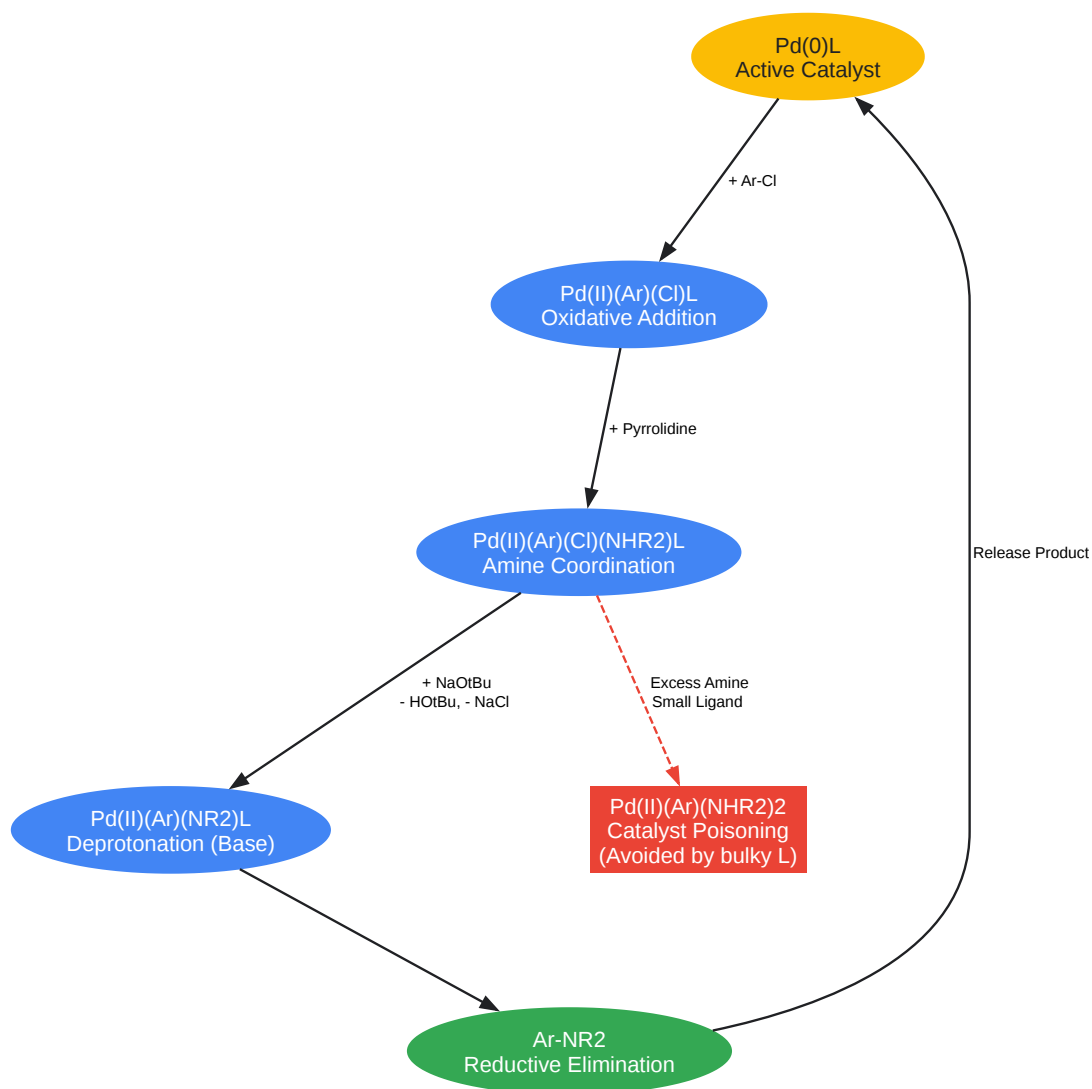 Pd(0)L
Active Catalyst
+ Ar-Cl
Pd(II)(Ar)(Cl)L
Oxidative Addition
+ Pyrrolidine
Pd(II)(Ar)(Cl)(NHR2)L
Amine Coordination
Release Product
+ NaOtBu
- HOtBu, - NaCl
Excess Amine
Small Ligand
Pd(II)(Ar)(NR2)L
Deprotonation (Base)
Pd(II)(Ar)(NHR2)2
Catalyst Poisoning
(Avoided by bulky L)
Ar-NR2
Reductive Elimination